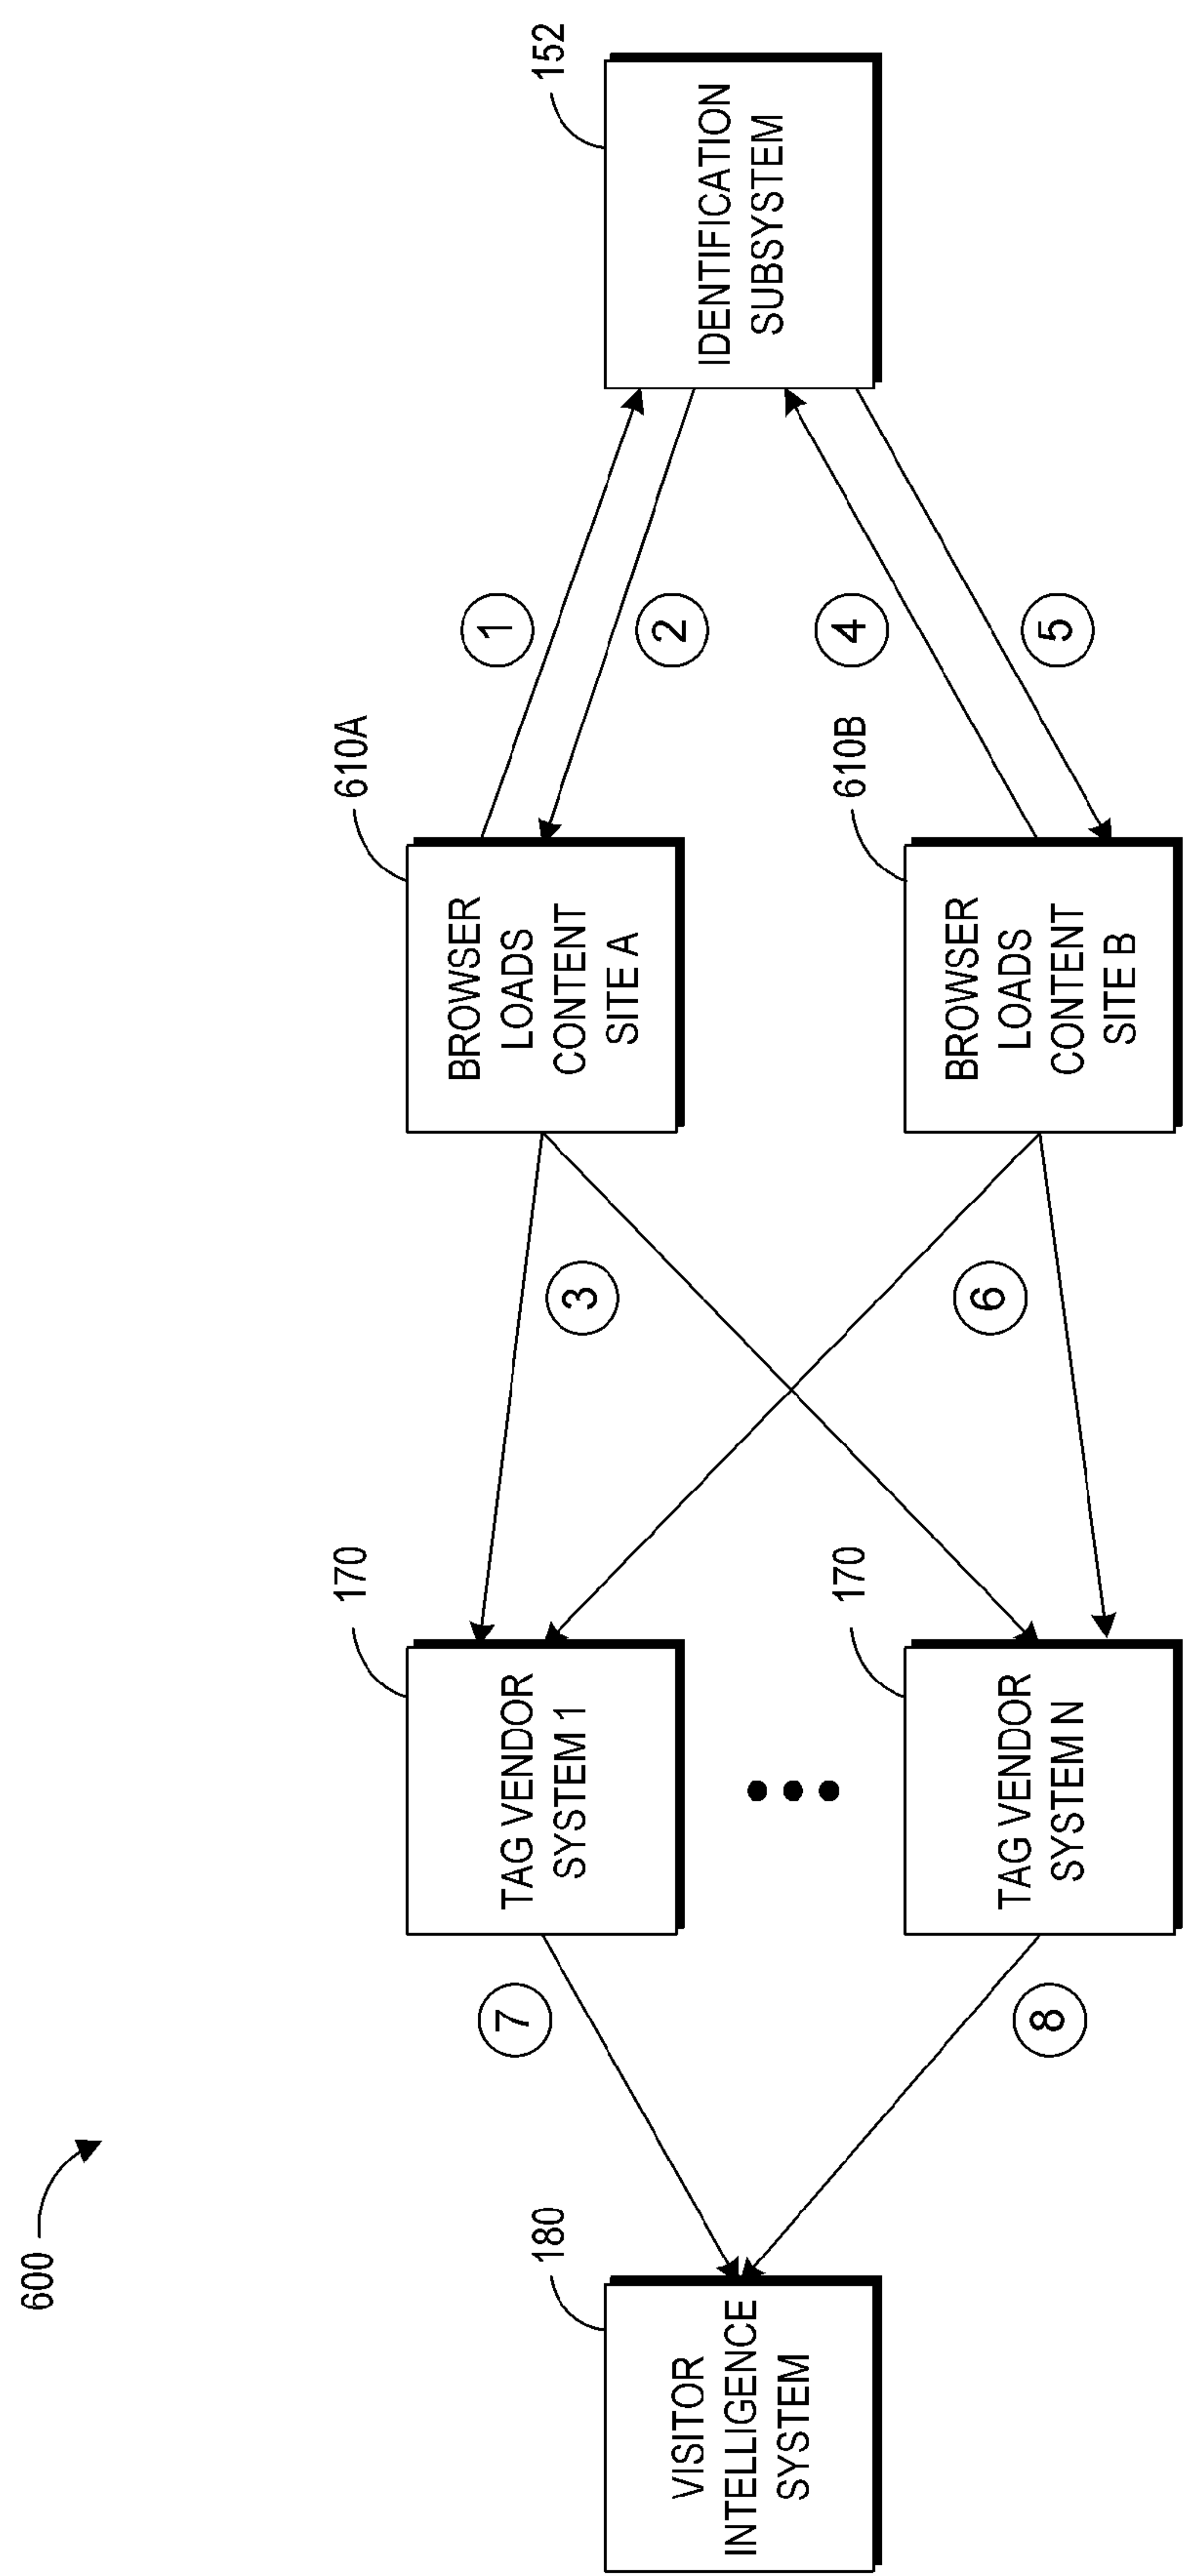 600
180
VISITOR
INTELLIGENCE
SYSTEM
7
8
170
TAG VENDOR
SYSTEM 1
170
TAG VENDOR
SYSTEM N
3
6
610A
BROWSER
LOADS
CONTENT
SITE A
610B
BROWSER
LOADS
CONTENT
SITE B
1
2
4
5
152
IDENTIFICATION
SUBSYSTEM